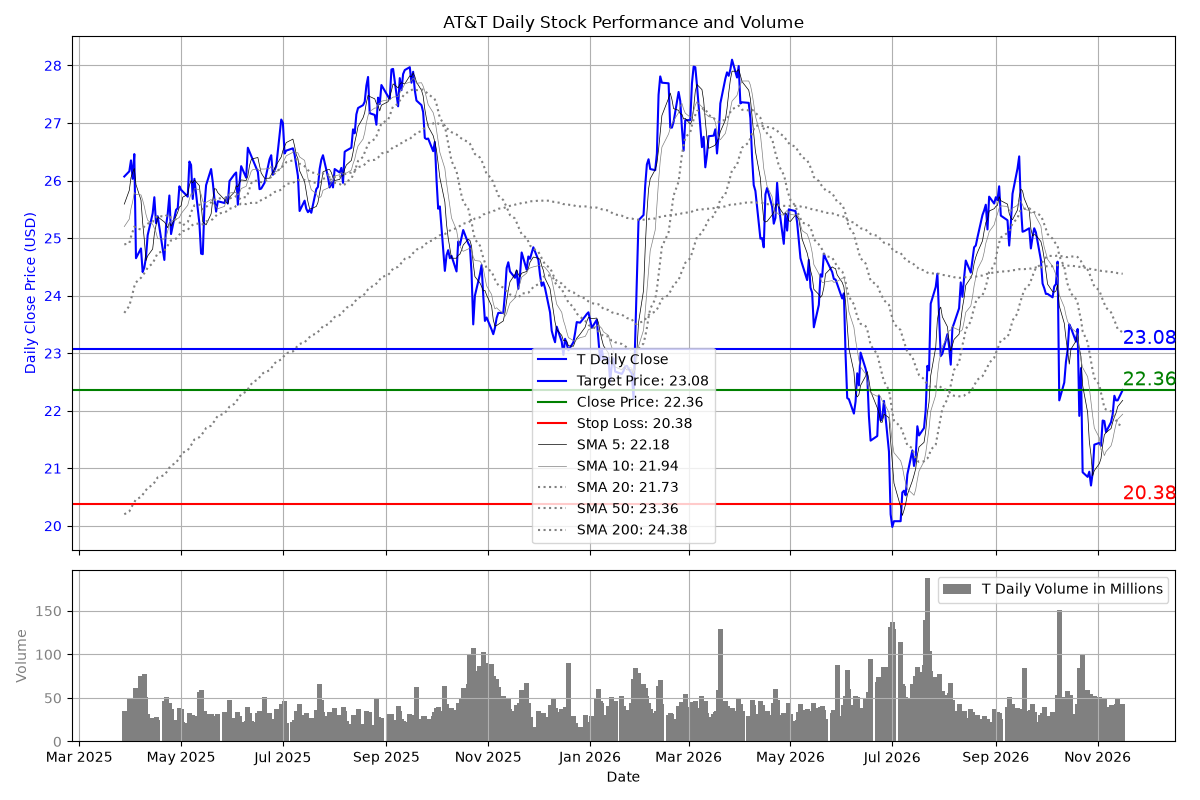 AT&T Daily Stock Performance and Volume
Daily Close Price (USD)
28
27
26
25
24
23
22
21
20
23.08
22.36
20.38
T Daily Close
Target Price: 23.08
Close Price: 22.36
Stop Loss: 20.38
SMA 5: 22.18
SMA 10: 21.94
SMA 20: 21.73
SMA 50: 23.36
SMA 200: 24.38
Volume
150
100
50
0
T Daily Volume in Millions
Mar 2025 May 2025 Jul 2025 Sep 2025 Nov 2025 Jan 2026 Mar 2026 May 2026 Jul 2026 Sep 2026 Nov 2026
Date